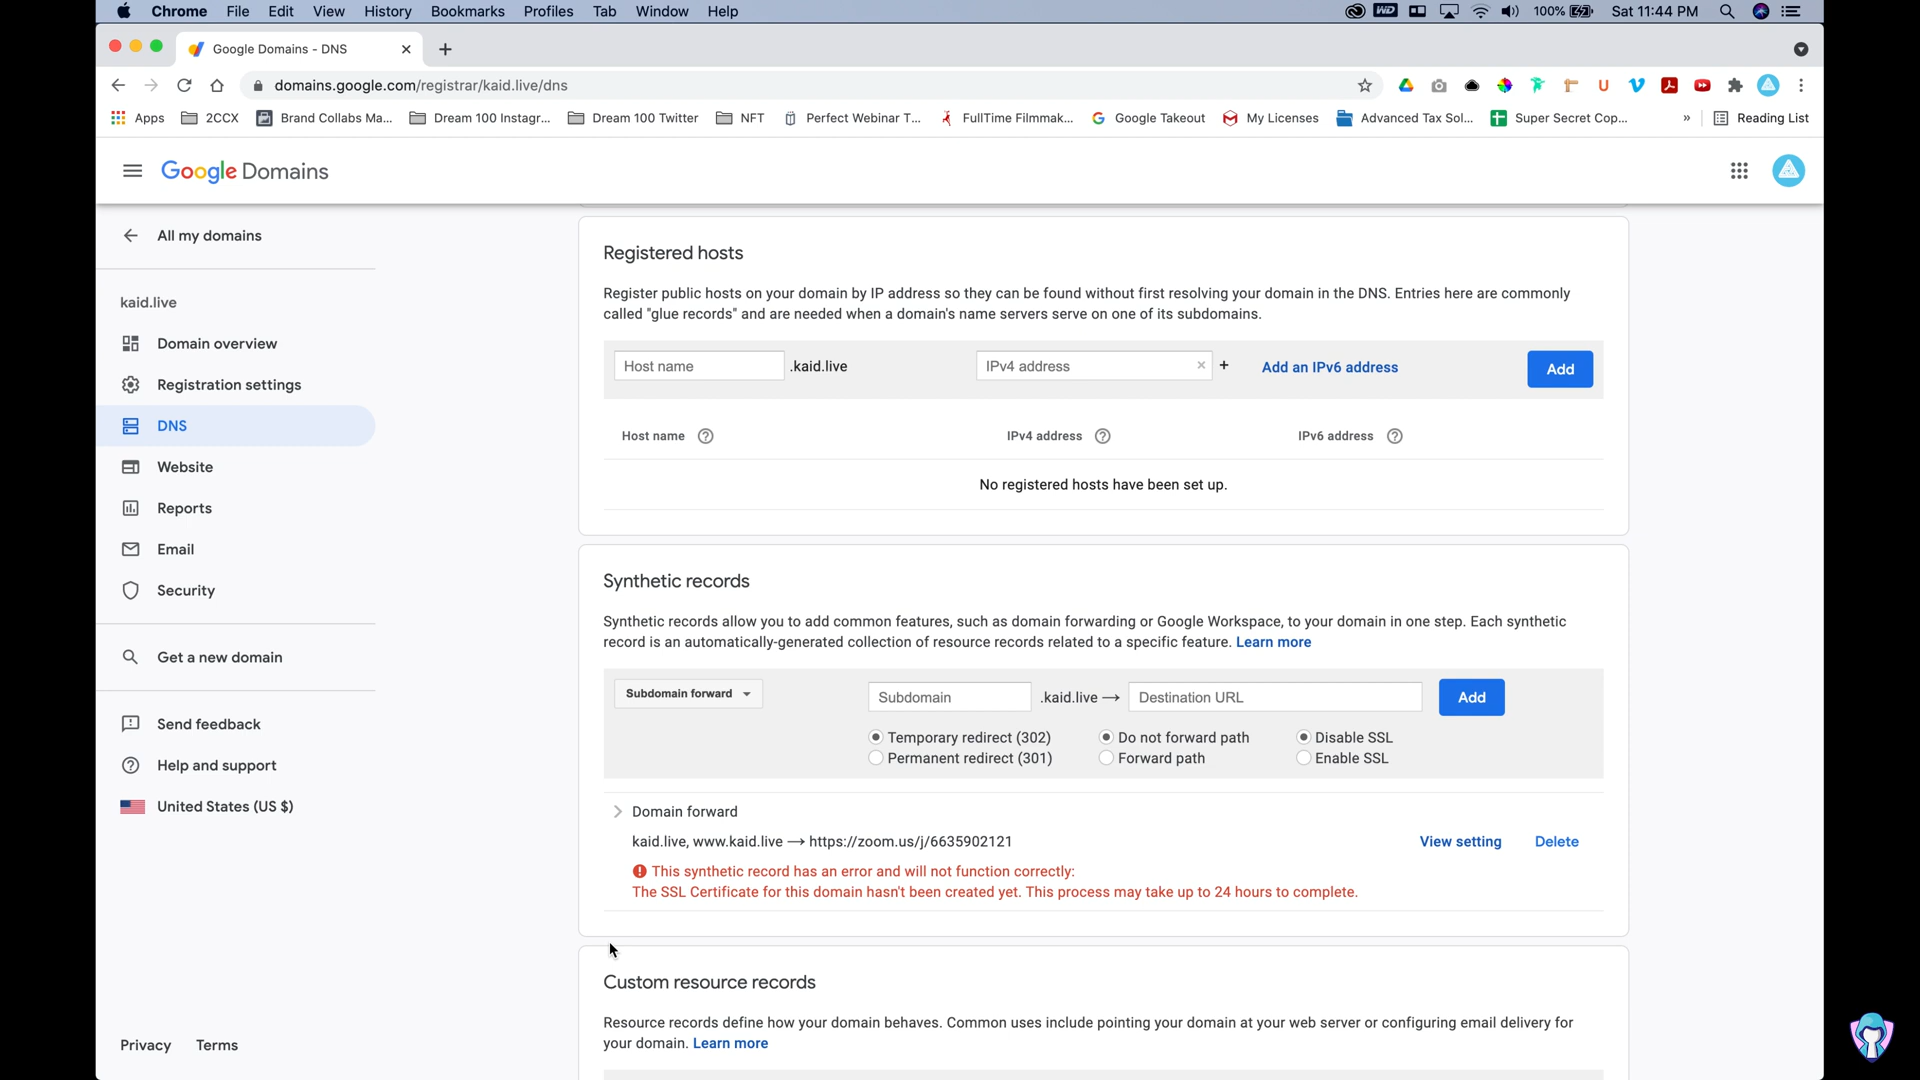 Chrome File Edit View History Bookmarks Profiles Tab Window Help WD 100% Sat 11:44 PM
Google Domains - DNS
domains.google.com/registrar/kaid.live/dns
Apps 2CCX Brand Collabs Ma... Dream 100 Instagr... Dream 100 Twitter NFT Perfect Webinar T... FullTime Filmmak... Google Takeout My Licenses Advanced Tax Sol... Super Secret Cop... » Reading List
Google Domains
All my domains
kaid.live
Domain overview
Registration settings
DNS
Website
Reports
Email
Security
Get a new domain
Send feedback
Help and support
United States (US $)
Privacy Terms
Registered hosts
Register public hosts on your domain by IP address so they can be found without first resolving your domain in the DNS. Entries here are commonly
called "glue records" and are needed when a domain's name servers serve on one of its subdomains.
Host name .kaid.live IPv4 address × + Add an IPv6 address Add
Host name ? IPv4 address ? IPv6 address ?
No registered hosts have been set up.
Synthetic records
Synthetic records allow you to add common features, such as domain forwarding or Google Workspace, to your domain in one step. Each synthetic
record is an automatically-generated collection of resource records related to a specific feature. Learn more
Subdomain forward Subdomain .kaid.live → Destination URL Add
Temporary redirect (302) Do not forward path Disable SSL
Permanent redirect (301) Forward path Enable SSL
Domain forward
kaid.live, www.kaid.live → https://zoom.us/j/6635902121 View setting Delete
This synthetic record has an error and will not function correctly:
The SSL Certificate for this domain hasn't been created yet. This process may take up to 24 hours to complete.
Custom resource records
Resource records define how your domain behaves. Common uses include pointing your domain at your web server or configuring email delivery for
your domain. Learn more